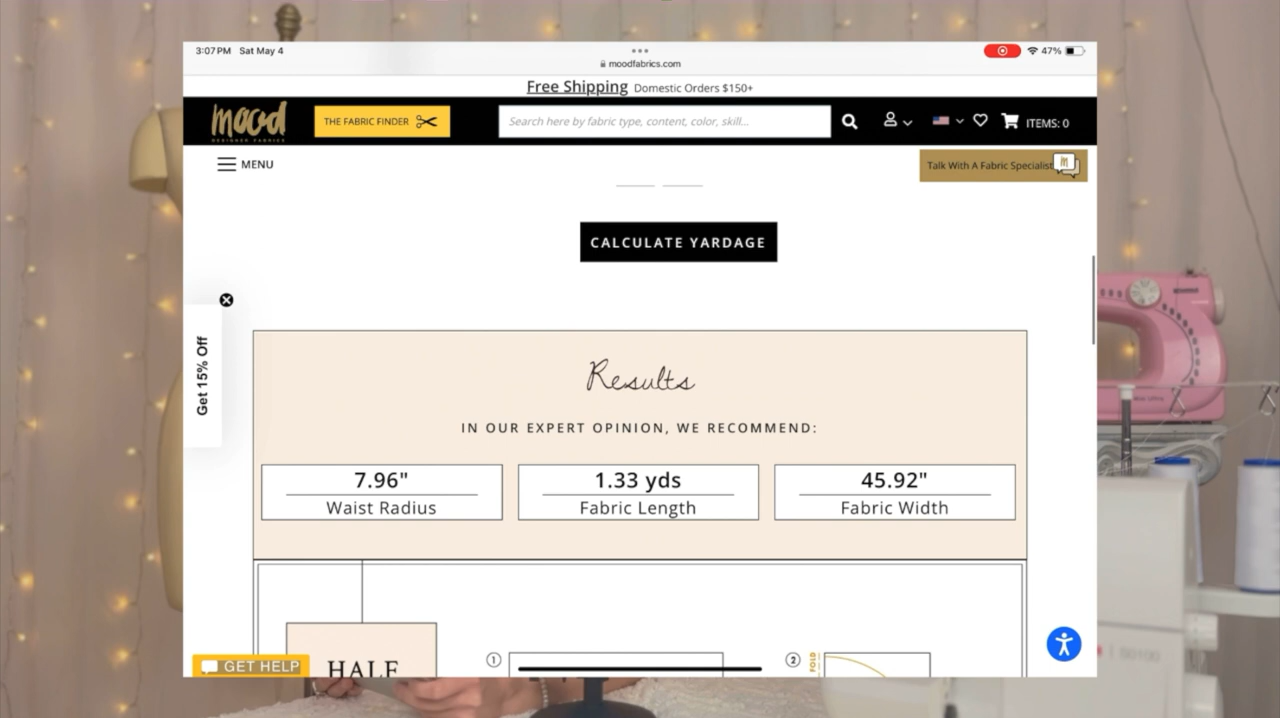 3:07 PM Sat May 4
47%
moodfabrics.com
Free Shipping Domestic Orders $150+
mood
DESIGNER FABRICS
THE FABRIC FINDER
Search here by fabric type, content, color, skill...
ITEMS: 0
MENU
Talk With A Fabric Specialist
m
CALCULATE YARDAGE
Get 15% Off
Results
IN OUR EXPERT OPINION, WE RECOMMEND:
7.96"
Waist Radius
1.33 yds
Fabric Length
45.92"
Fabric Width
HALF
1
2
FOLD
GET HELP
KENMORE